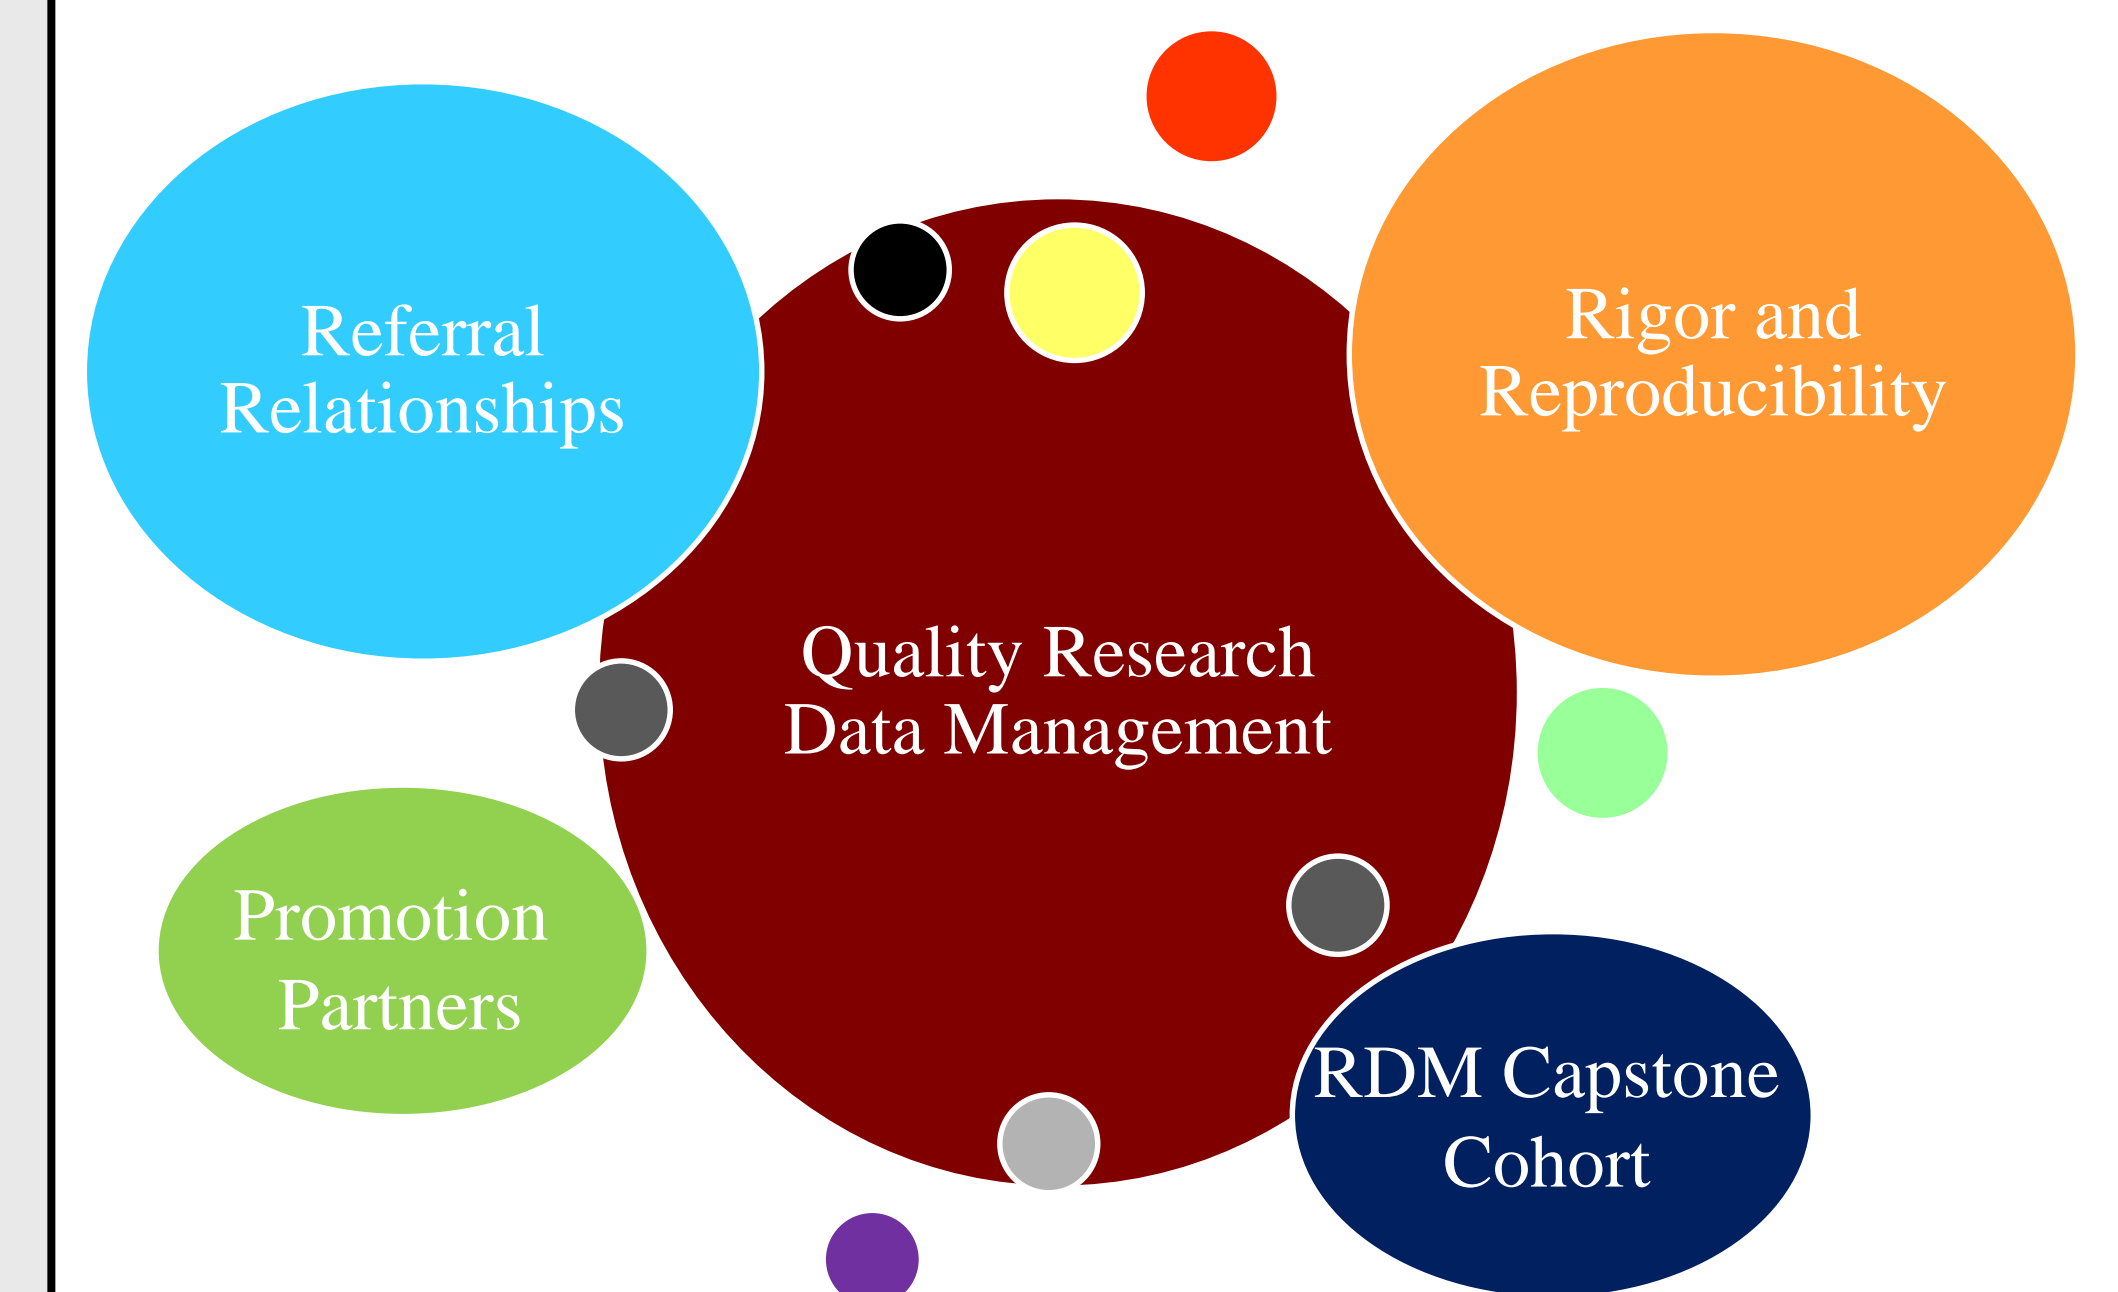 Referral
Relationships
Rigor and
Reproducibility
Quality Research
Data Management
Promotion
Partners
RDM Capstone
Cohort